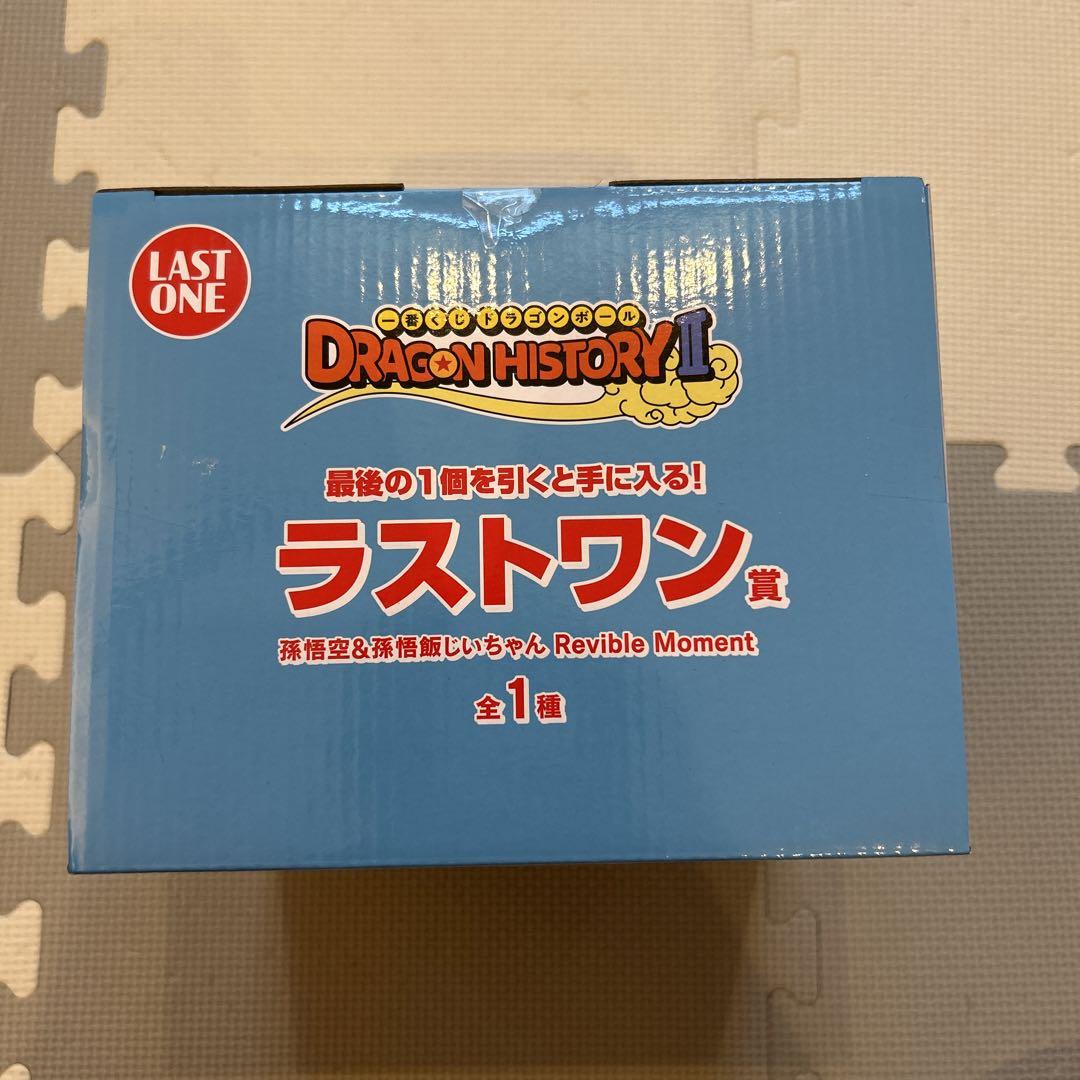 LAST
ONE
一番くじドラゴンボール
DRAGON HISTORY II
最後の1個を引くと手に入る!
ラストワン賞
孫悟空&孫悟飯じいちゃん Revible Moment
全1種